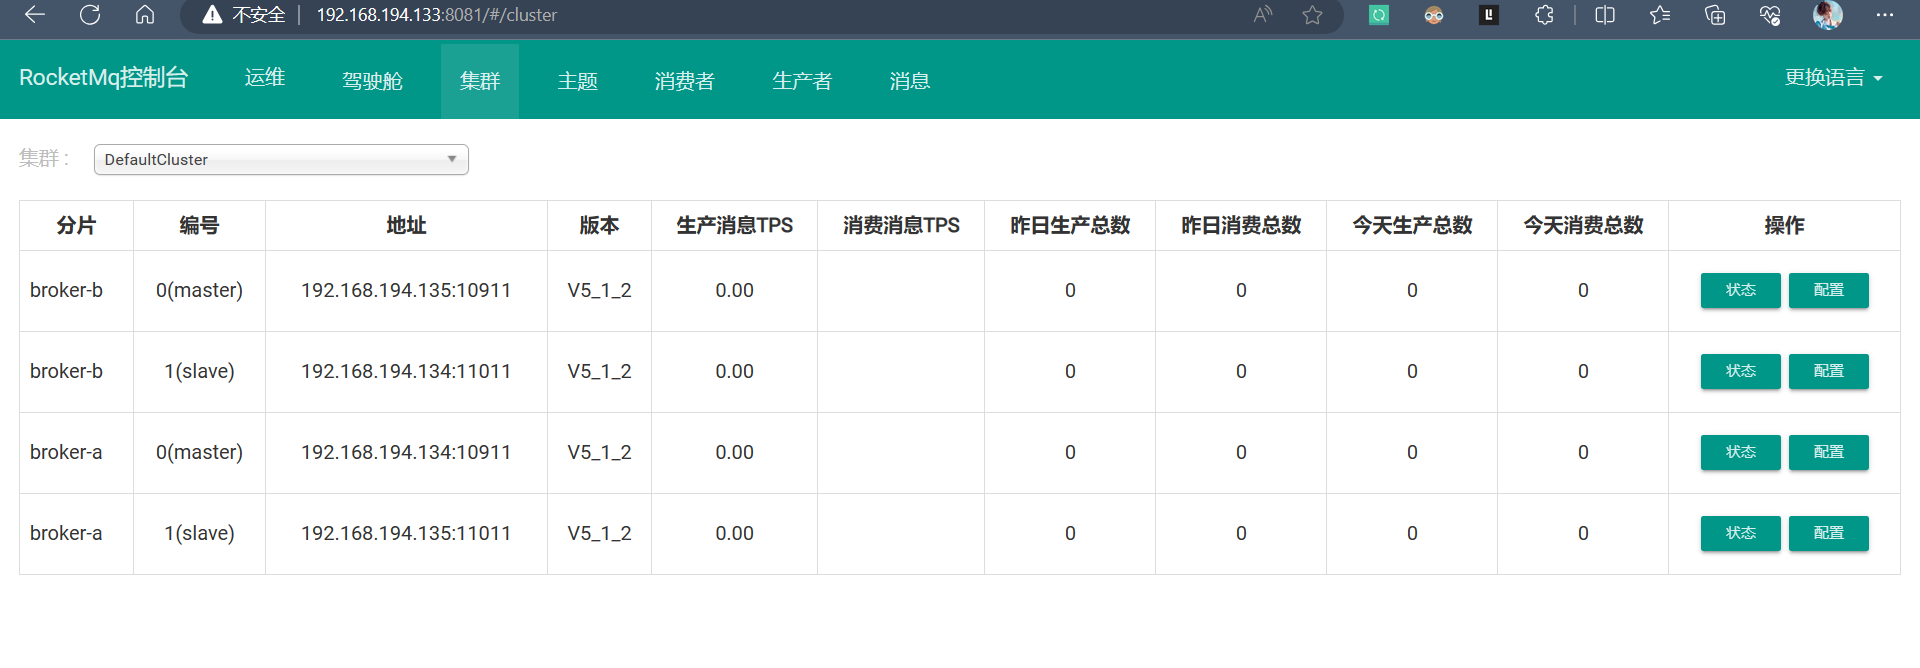 不安全 192.168.194.133:8081/#/cluster
RocketMq控制台 运维 驾驶舱 集群 主题 消费者 生产者 消息 更换语言
集群： DefaultCluster
分片 编号 地址 版本 生产消息TPS 消费消息TPS 昨日生产总数 昨日消费总数 今天生产总数 今天消费总数 操作
broker-b 0(master) 192.168.194.135:10911 V5_1_2 0.00 0 0 0 0 状态 配置
broker-b 1(slave) 192.168.194.134:11011 V5_1_2 0.00 0 0 0 0 状态 配置
broker-a 0(master) 192.168.194.134:10911 V5_1_2 0.00 0 0 0 0 状态 配置
broker-a 1(slave) 192.168.194.135:11011 V5_1_2 0.00 0 0 0 0 状态 配置